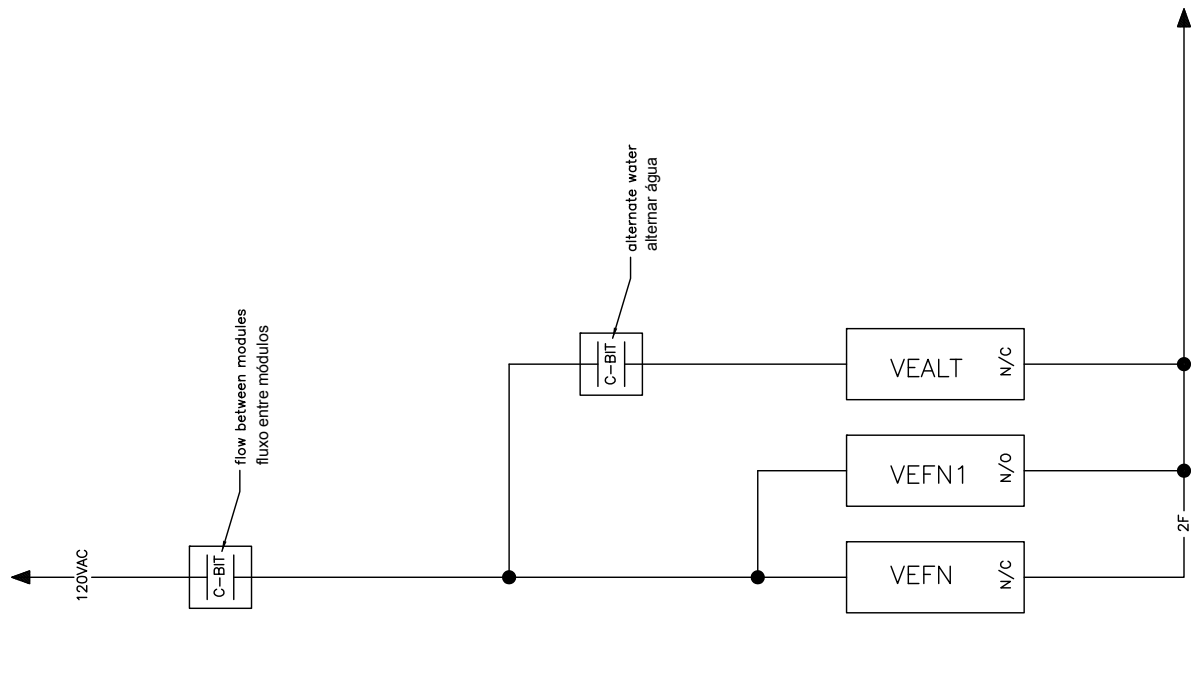 alternate water
alternar água
flow between modules
fluxo entre módulos
C-BIT
VEALT
N/C
VEFN1
N/O
2F
120VAC
C-BIT
VEFN
N/C